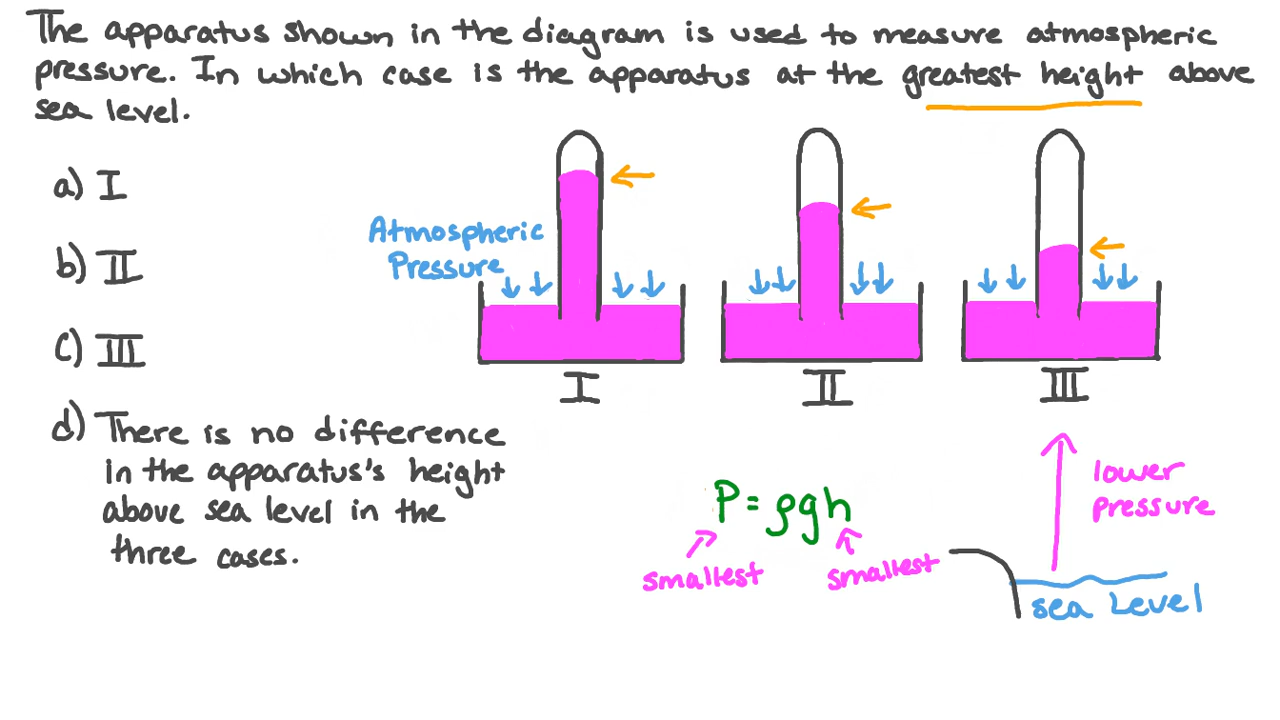 The apparatus shown in the diagram is used to measure atmospheric
pressure. In which case is the apparatus at the greatest height above
sea level.
a) I
b) II
c) III
d) There is no difference
in the apparatus's height
above sea level in the
three cases.
Atmospheric
Pressure
I
II
III
P = ρgh
smallest
smallest
lower
pressure
sea Level